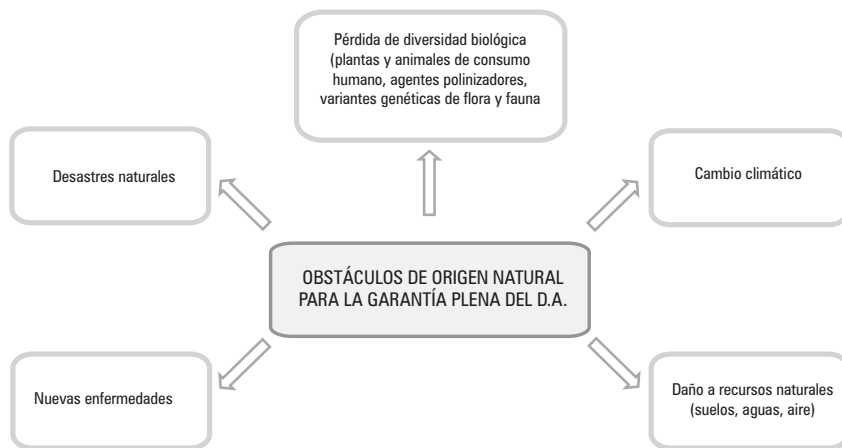 Pérdida de diversidad biológica
(plantas y animales de consumo
humano, agentes polinizadores,
variantes genéticas de flora y fauna
Desastres naturales
Cambio climático
OBSTÁCULOS DE ORIGEN NATURAL
PARA LA GARANTÍA PLENA DEL D.A.
Nuevas enfermedades
Daño a recursos naturales
(suelos, aguas, aire)